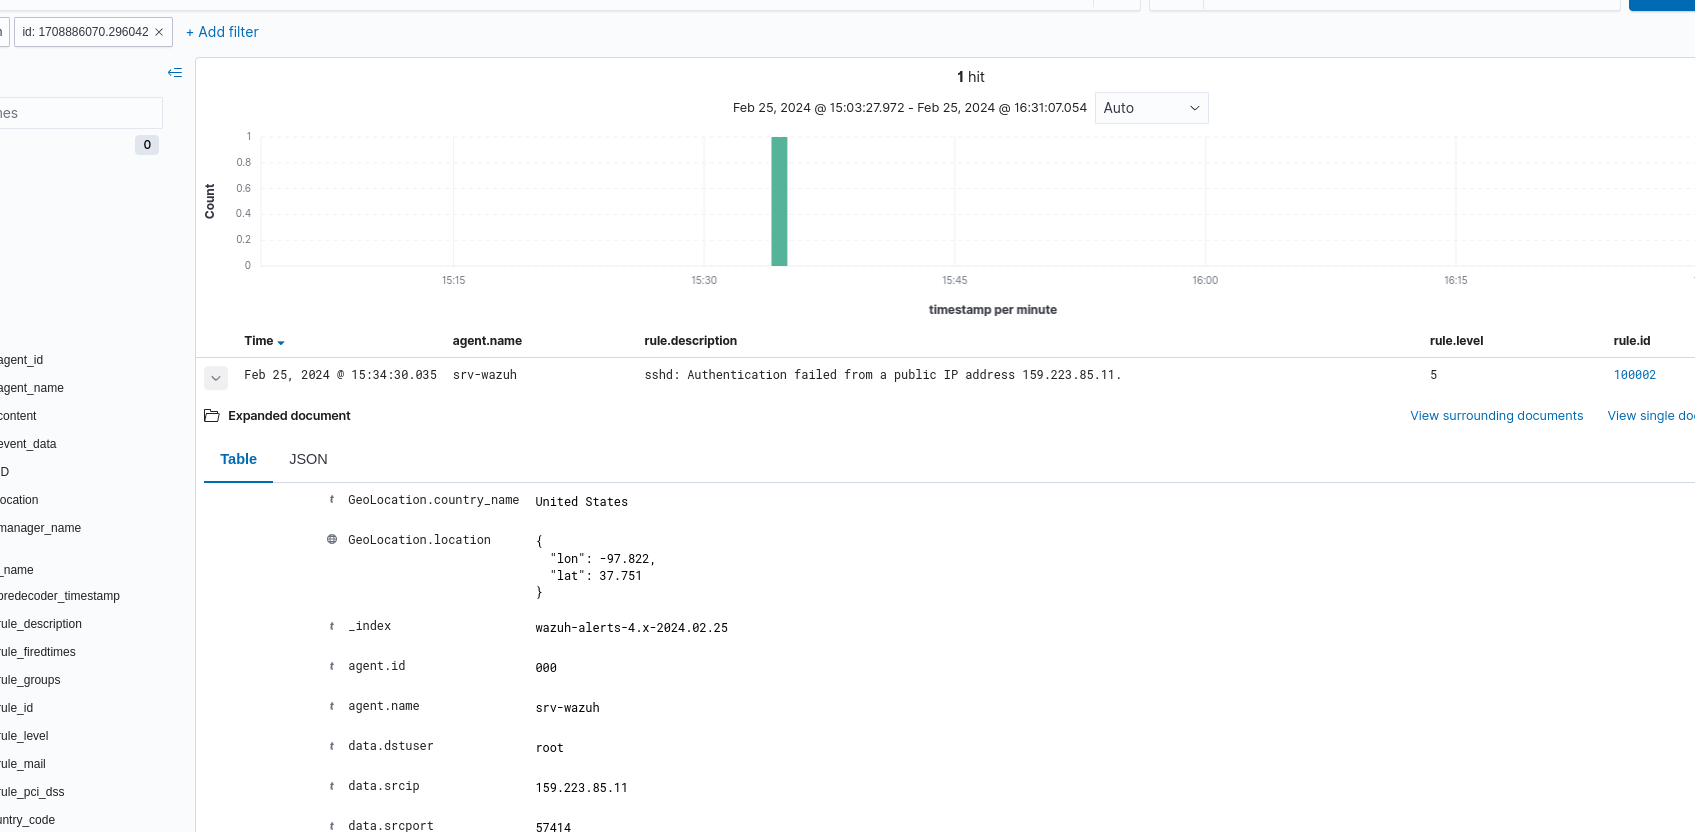 id: 1708886070.296042 ×
+ Add filter
nes
0
agent_id
agent_name
content
event_data
ID
location
manager_name
_name
predecoder_timestamp
rule_description
rule_firedtimes
rule_groups
rule_id
rule_level
rule_mail
rule_pci_dss
untry_code
1 hit
Feb 25, 2024 @ 15:03:27.972 - Feb 25, 2024 @ 16:31:07.054
Auto
Count
1
0.8
0.6
0.4
0.2
0
15:15 15:30 15:45 16:00 16:15
timestamp per minute
Time agent.name rule.description rule.level rule.id
Feb 25, 2024 @ 15:34:30.035 srv-wazuh sshd: Authentication failed from a public IP address 159.223.85.11. 5 100002
Expanded document View surrounding documents View single do
Table JSON
t GeoLocation.country_name United States
GeoLocation.location {
"lon": -97.822,
"lat": 37.751
}
t _index wazuh-alerts-4.x-2024.02.25
t agent.id 000
t agent.name srv-wazuh
t data.dstuser root
t data.srcip 159.223.85.11
t data.srcport 57414